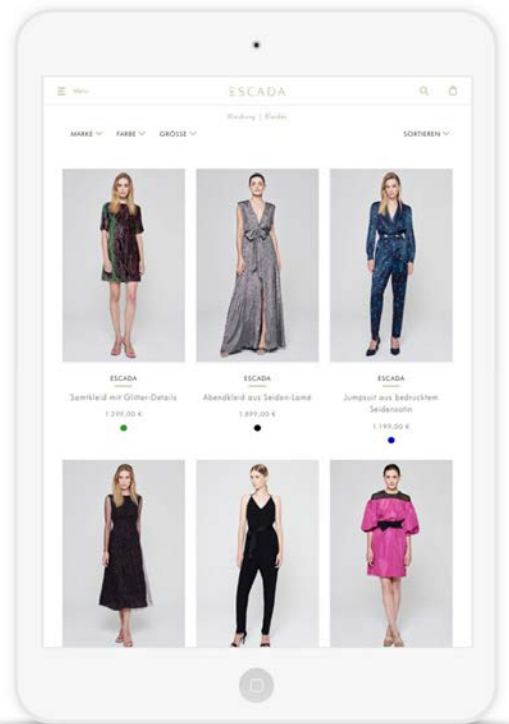 Menu
ESCADA
Kleidung | Kleider
MARKE
FARBE
GRÖSSE
SORTIEREN
ESCADA
Samtkleid mit Glitter-Details
1.299,00 €
ESCADA
Abendkleid aus Seiden-Lamé
1.899,00 €
ESCADA
Jumpsuit aus bedrucktem
Seidensatin
1.199,00 €